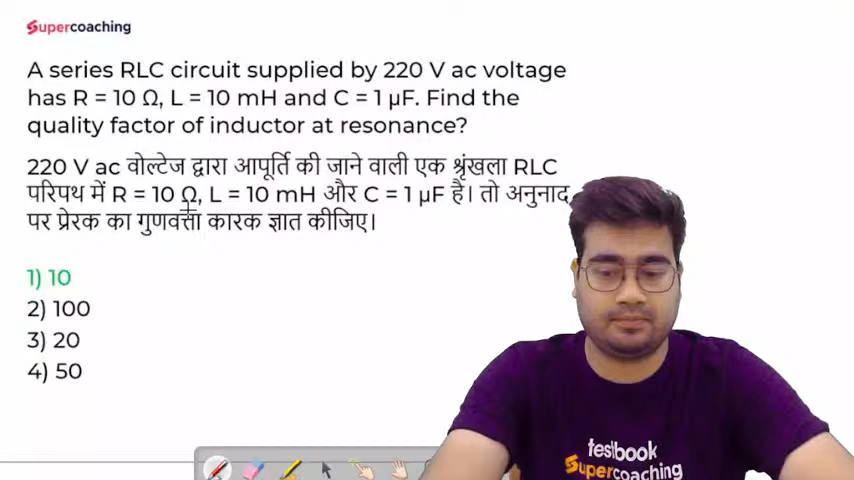 Supercoaching
A series RLC circuit supplied by 220 V ac voltage
has R = 10 Ω, L = 10 mH and C = 1 μF. Find the
quality factor of inductor at resonance?
220 V ac वोल्टेज द्वारा आपूर्ति की जाने वाली एक श्रृंखला RLC
परिपथ में R = 10 Ω, L = 10 mH और C = 1 μF है। तो अनुनाद
पर प्रेरक का गुणवत्ता कारक ज्ञात कीजिए।
1) 10
2) 100
3) 20
4) 50
testbook
Supercoaching